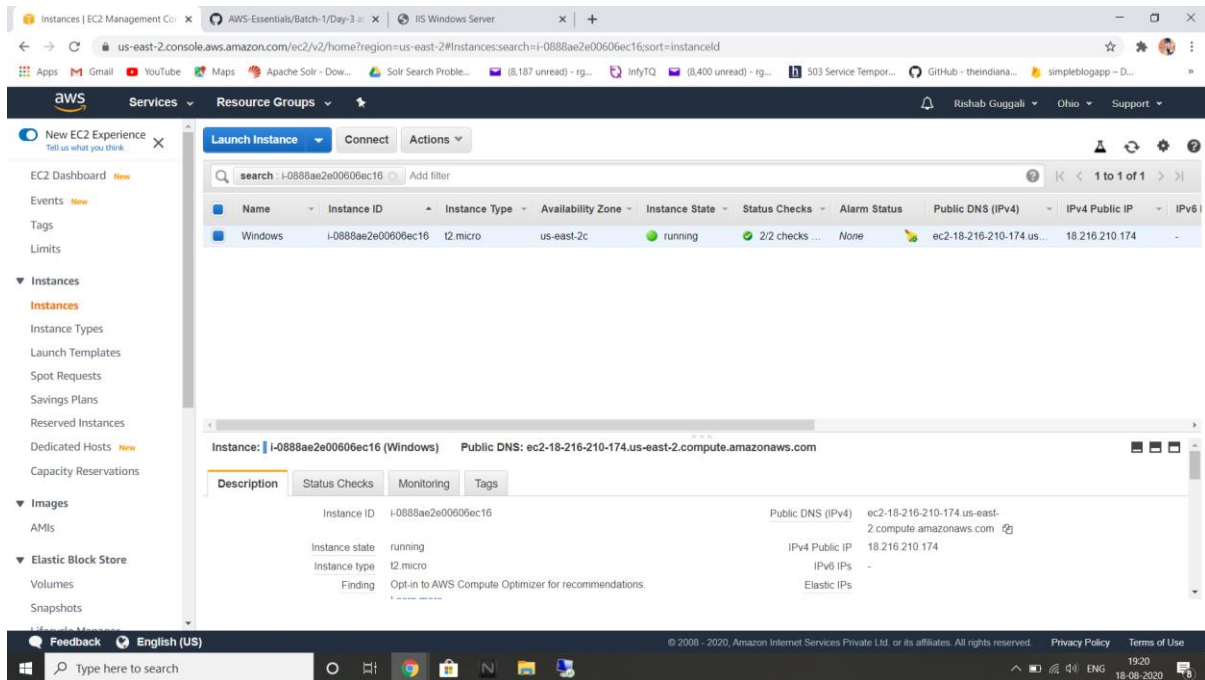 Instances | EC2 Management Co
AWS-Essentials/Batch-1/Day-3 a
IIS Windows Server
us-east-2.console.aws.amazon.com/ec2/v2/home?region=us-east-2#Instances:search=i-0888ae2e00606ec16;sort=instanceId
Apps Gmail YouTube Maps Apache Solr - Dow... Solr Search Proble... (8,187 unread) - rg... InfyTQ (8,400 unread) - rg... 503 Service Tempor... GitHub - theindiana... simpleblogapp – D... »
aws Services Resource Groups Rishab Guggali Ohio Support
New EC2 Experience
Tell us what you think
EC2 Dashboard New
Events New
Tags
Limits
Instances
Instances
Instance Types
Launch Templates
Spot Requests
Savings Plans
Reserved Instances
Dedicated Hosts New
Capacity Reservations
Images
AMIs
Elastic Block Store
Volumes
Snapshots
Lifecycle Manager
Launch Instance Connect Actions
search : i-0888ae2e00606ec16 Add filter 1 to 1 of 1
Name Instance ID Instance Type Availability Zone Instance State Status Checks Alarm Status Public DNS (IPv4) IPv4 Public IP IPv6
Windows i-0888ae2e00606ec16 t2.micro us-east-2c running 2/2 checks ... None ec2-18-216-210-174.us... 18.216.210.174 -
Instance: i-0888ae2e00606ec16 (Windows) Public DNS: ec2-18-216-210-174.us-east-2.compute.amazonaws.com
Description Status Checks Monitoring Tags
Instance ID i-0888ae2e00606ec16
Instance state running
Instance type t2.micro
Finding Opt-in to AWS Compute Optimizer for recommendations.
Learn more
Public DNS (IPv4) ec2-18-216-210-174.us-east-
2.compute.amazonaws.com
IPv4 Public IP 18.216.210.174
IPv6 IPs -
Elastic IPs
Feedback English (US) © 2008 - 2020, Amazon Internet Services Private Ltd. or its affiliates. All rights reserved. Privacy Policy Terms of Use
Type here to search
ENG
19:20
18-08-2020
8